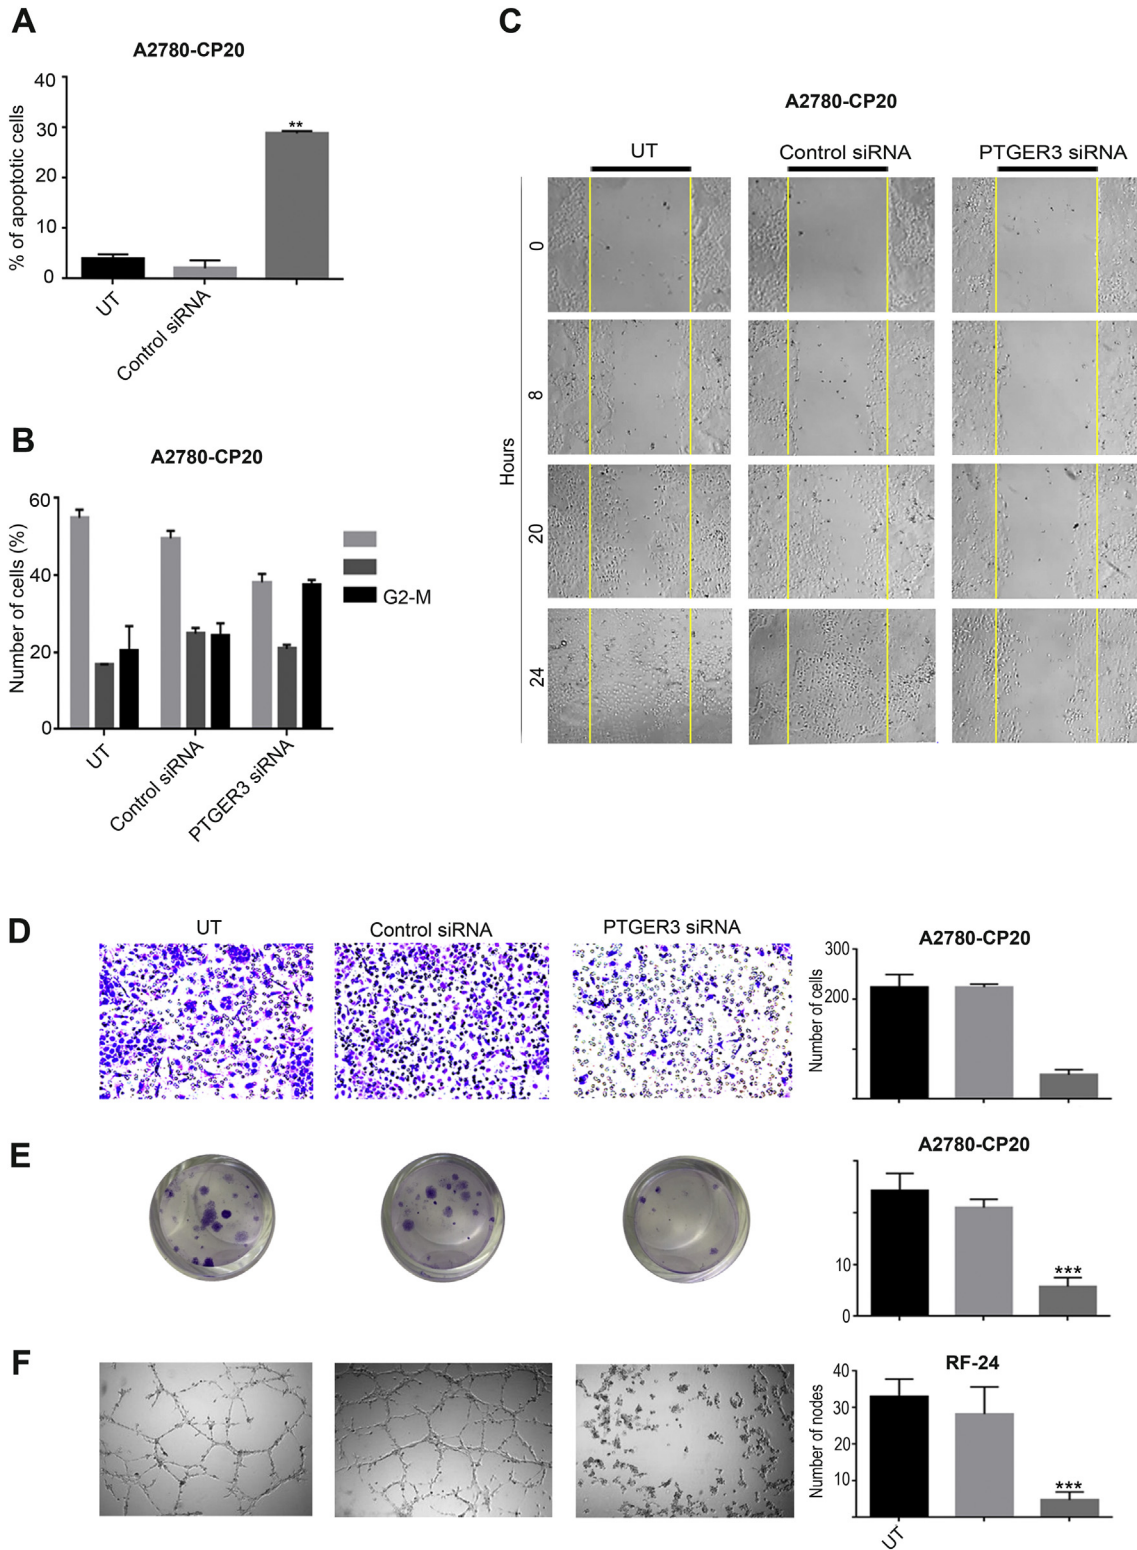 A
A2780-CP20
% of apoptotic cells
40
30
20
10
0
**
UT
Control siRNA
B
A2780-CP20
Number of cells (%)
60
40
20
0
G2-M
UT
Control siRNA
PTGER3 siRNA
C
A2780-CP20
UT
Control siRNA
PTGER3 siRNA
Hours
0
8
20
24
D
UT
Control siRNA
PTGER3 siRNA
A2780-CP20
Number of cells
300
200
E
A2780-CP20
10
0
***
F
RF-24
Number of nodes
40
30
20
10
***
UT